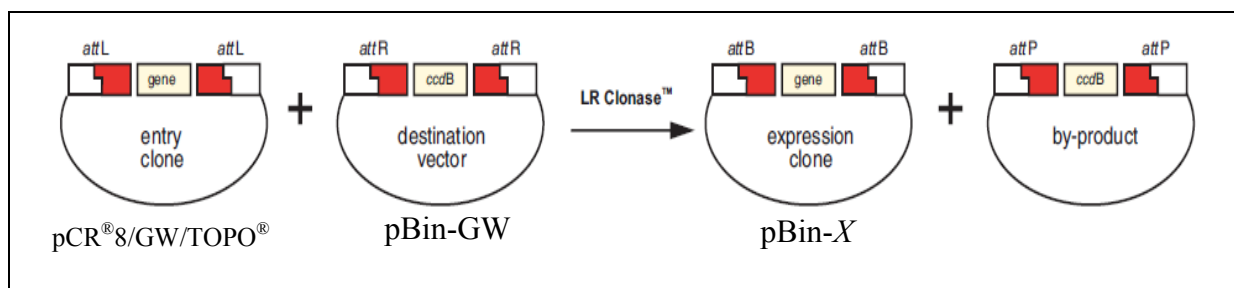 attL attL attR attR attB attB attP attP
gene ccdB gene ccdB
+ LR Clonase™ +
entry clone destination vector expression clone by-product
pCR®8/GW/TOPO® pBin-GW pBin-X